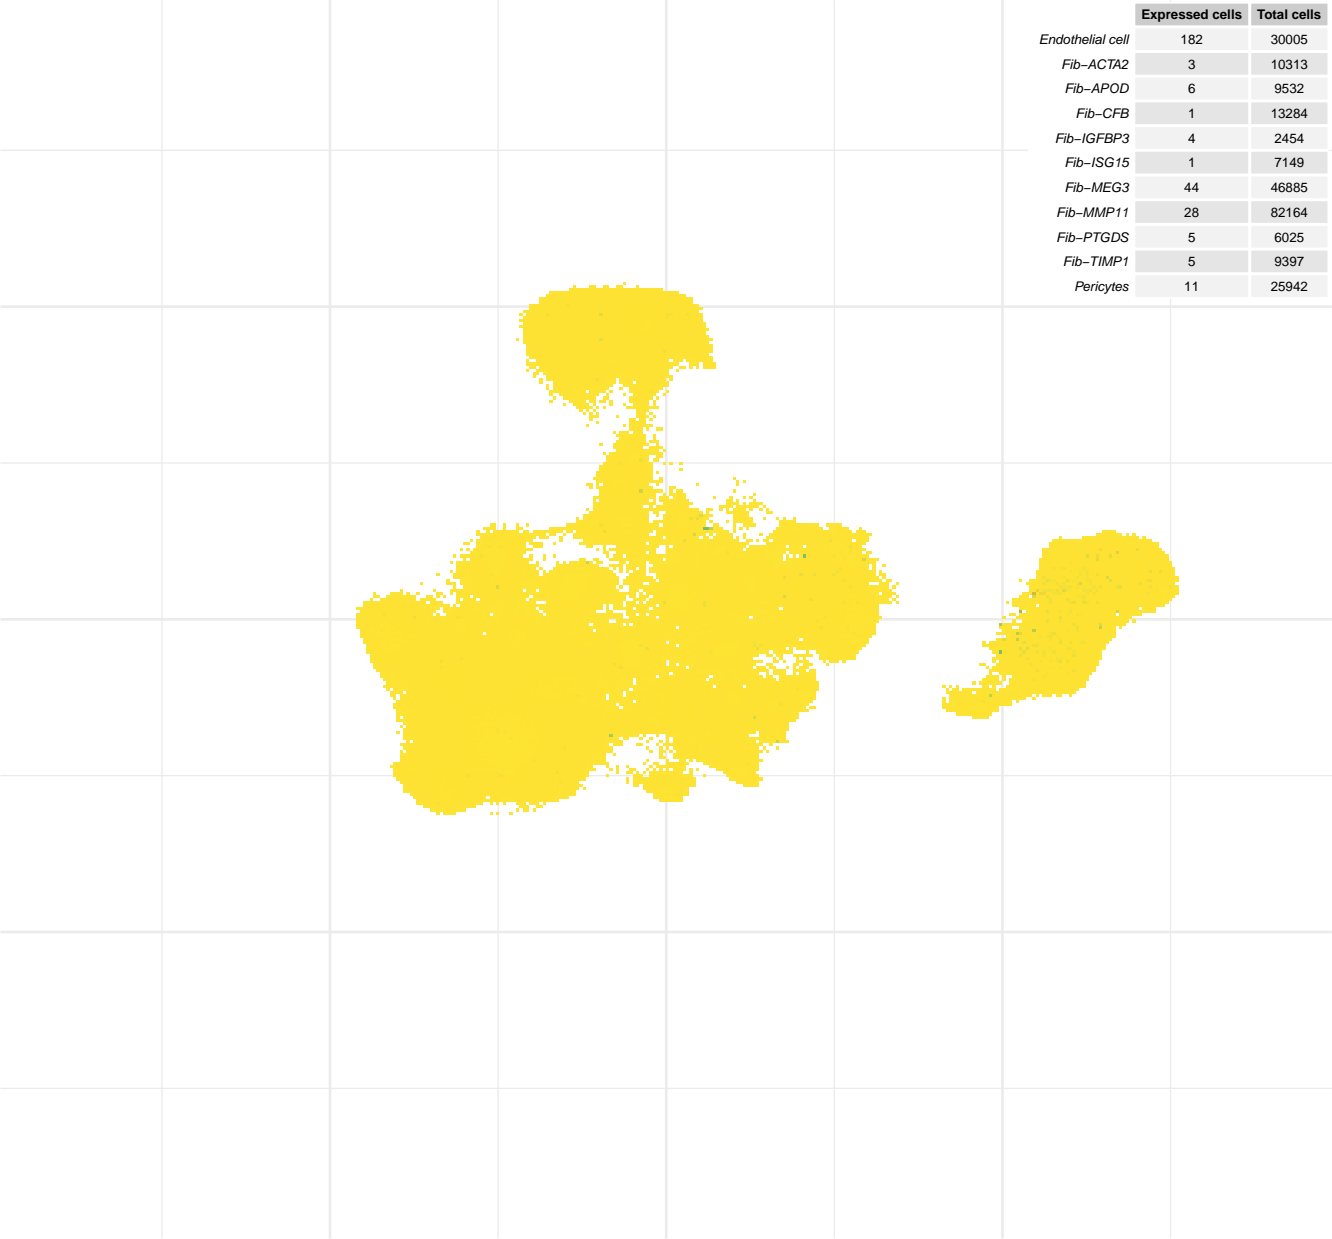 Expressed cells Total cells
Endothelial cell 182 30005
Fib−ACTA2 3 10313
Fib−APOD 6 9532
Fib−CFB 1 13284
Fib−IGFBP3 4 2454
Fib−ISG15 1 7149
Fib−MEG3 44 46885
Fib−MMP11 28 82164
Fib−PTGDS 5 6025
Fib−TIMP1 5 9397
Pericytes 11 25942